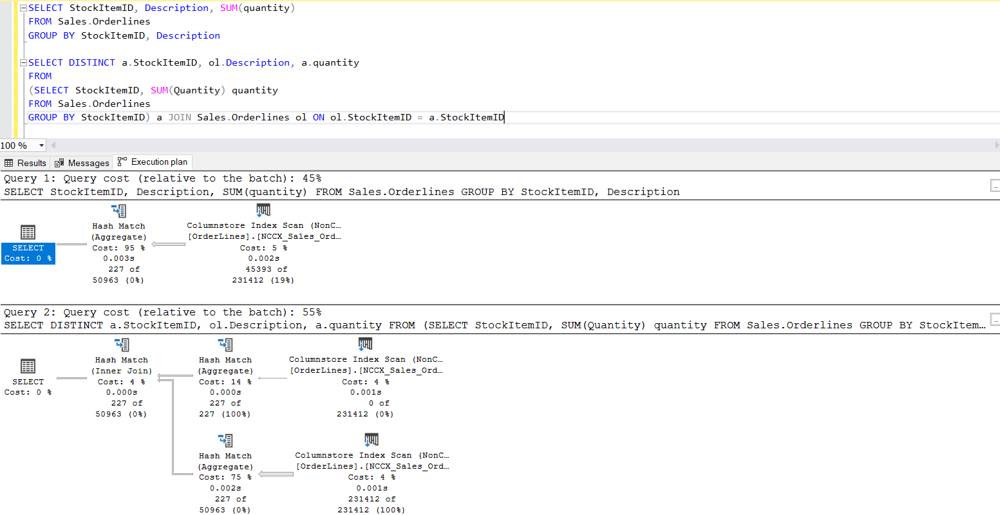 SELECT StockItemID, Description, SUM(quantity)
FROM Sales.Orderlines
GROUP BY StockItemID, Description
SELECT DISTINCT a.StockItemID, ol.Description, a.quantity
FROM
(SELECT StockItemID, SUM(Quantity) quantity
FROM Sales.Orderlines
GROUP BY StockItemID) a JOIN Sales.Orderlines ol ON ol.StockItemID = a.StockItemID
100 %
Results Messages Execution plan
Query 1: Query cost (relative to the batch): 45%
SELECT StockItemID, Description, SUM(quantity) FROM Sales.Orderlines GROUP BY StockItemID, Description
...
SELECT
Cost: 0 %
Hash Match
(Aggregate)
Cost: 95 %
0.003s
227 of
50963 (0%)
Columnstore Index Scan (NonC…
[OrderLines].[NCCX_Sales_Ord…
Cost: 5 %
0.002s
45393 of
231412 (19%)
Query 2: Query cost (relative to the batch): 55%
SELECT DISTINCT a.StockItemID, ol.Description, a.quantity FROM (SELECT StockItemID, SUM(Quantity) quantity FROM Sales.Orderlines GROUP BY StockItem…
...
SELECT
Cost: 0 %
Hash Match
(Inner Join)
Cost: 4 %
0.000s
227 of
50963 (0%)
Hash Match
(Aggregate)
Cost: 14 %
0.000s
227 of
227 (100%)
Columnstore Index Scan (NonC…
[OrderLines].[NCCX_Sales_Ord…
Cost: 4 %
0.001s
0 of
231412 (0%)
Hash Match
(Aggregate)
Cost: 75 %
0.002s
227 of
50963 (0%)
Columnstore Index Scan (NonC…
[OrderLines].[NCCX_Sales_Ord…
Cost: 4 %
0.001s
231412 of
231412 (100%)